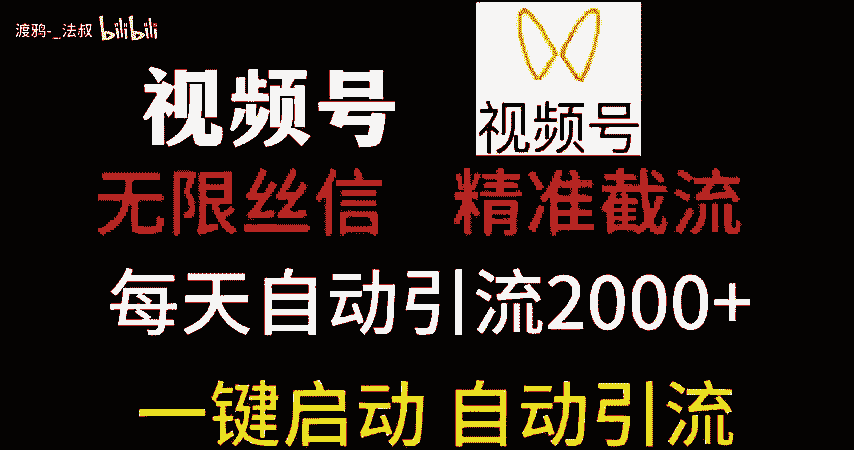 渡鸦-_法叔 bilibili
视频号
视频号
无限丝信 精准截流
每天自动引流2000+
一键启动 自动引流